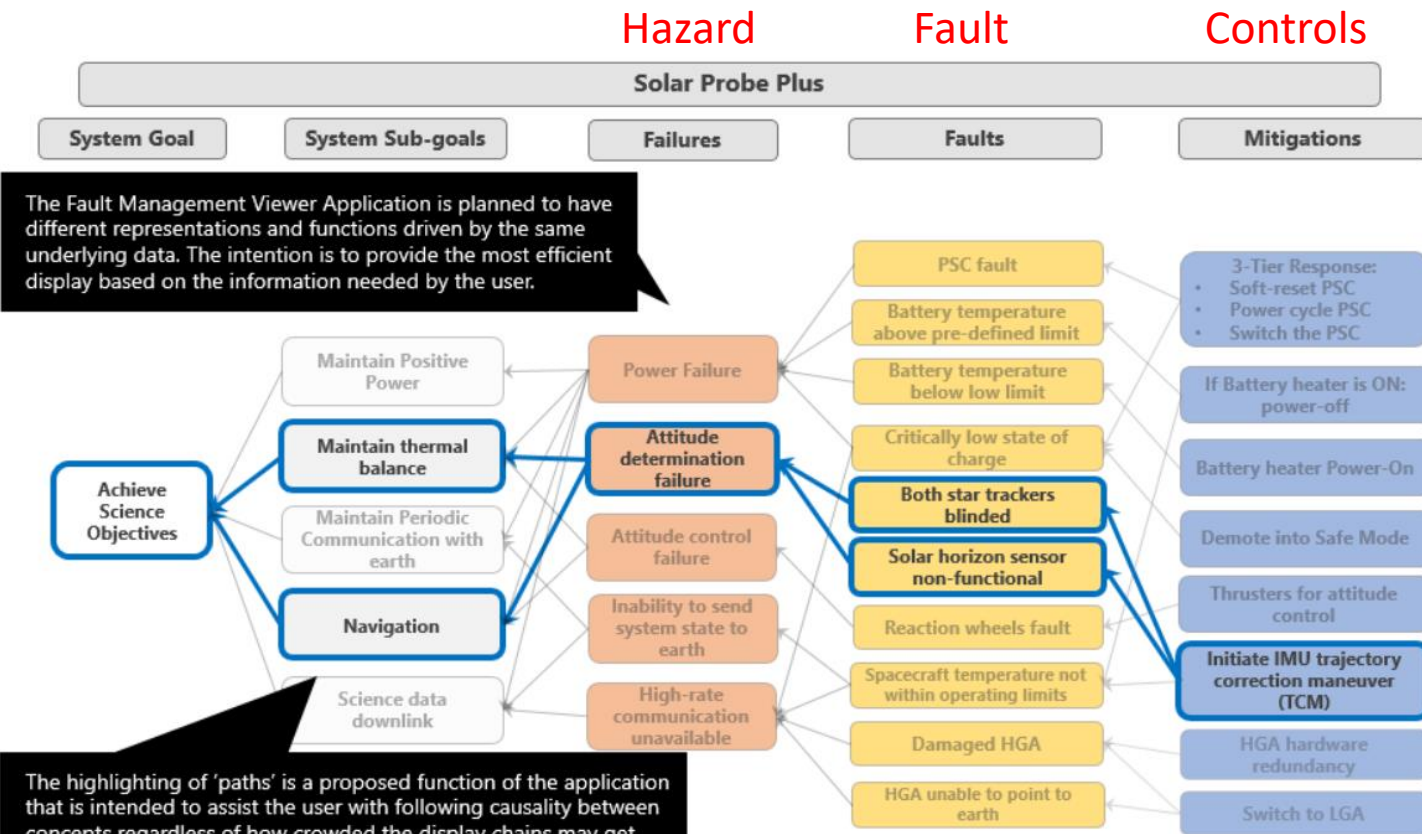 Hazard Fault Controls
Solar Probe Plus
System Goal System Sub-goals Failures Faults Mitigations
The Fault Management Viewer Application is planned to have
different representations and functions driven by the same
underlying data. The intention is to provide the most efficient
display based on the information needed by the user.
Achieve
Science
Objectives
Maintain Positive
Power
Maintain thermal
balance
Maintain Periodic
Communication with
earth
Navigation
Science data
downlink
Power Failure
Attitude
determination
failure
Attitude control
failure
Inability to send
system state to
earth
High-rate
communication
unavailable
PSC fault
Battery temperature
above pre-defined limit
Battery temperature
below low limit
Critically low state of
charge
Both star trackers
blinded
Solar horizon sensor
non-functional
Reaction wheels fault
Spacecraft temperature not
within operating limits
Damaged HGA
HGA unable to point to
earth
3-Tier Response:
• Soft-reset PSC
• Power cycle PSC
• Switch the PSC
If Battery heater is ON:
power-off
Battery heater Power-On
Demote into Safe Mode
Thrusters for attitude
control
Initiate IMU trajectory
correction maneuver
(TCM)
HGA hardware
redundancy
Switch to LGA
The highlighting of ‘paths’ is a proposed function of the application
that is intended to assist the user with following causality between
concepts regardless of how crowded the display chains may get